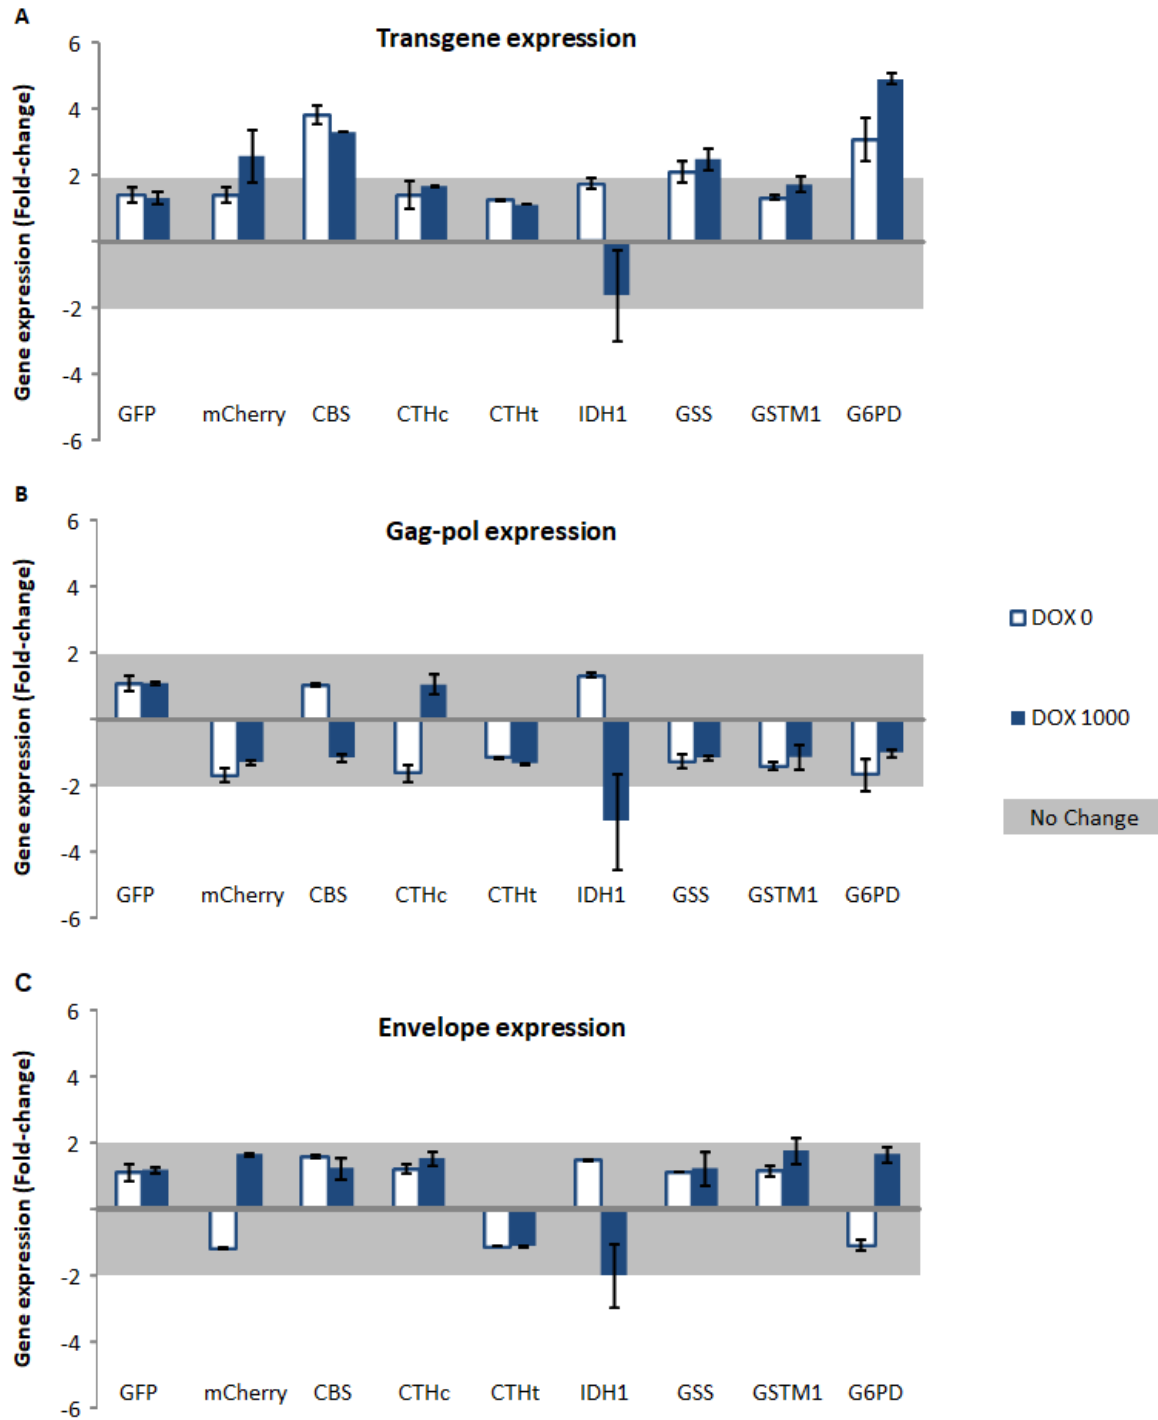 A
Transgene expression
Gene expression (Fold-change)
6
4
2
-2
-4
-6
GFP mCherry CBS CTHc CTHt IDH1 GSS GSTM1 G6PD
B
Gag-pol expression
Gene expression (Fold-change)
6
4
2
-2
-4
-6
GFP mCherry CBS CTHc CTHt IDH1 GSS GSTM1 G6PD
DOX 0
DOX 1000
No Change
C
Envelope expression
Gene expression (Fold-change)
6
4
2
-2
-4
-6
GFP mCherry CBS CTHc CTHt IDH1 GSS GSTM1 G6PD